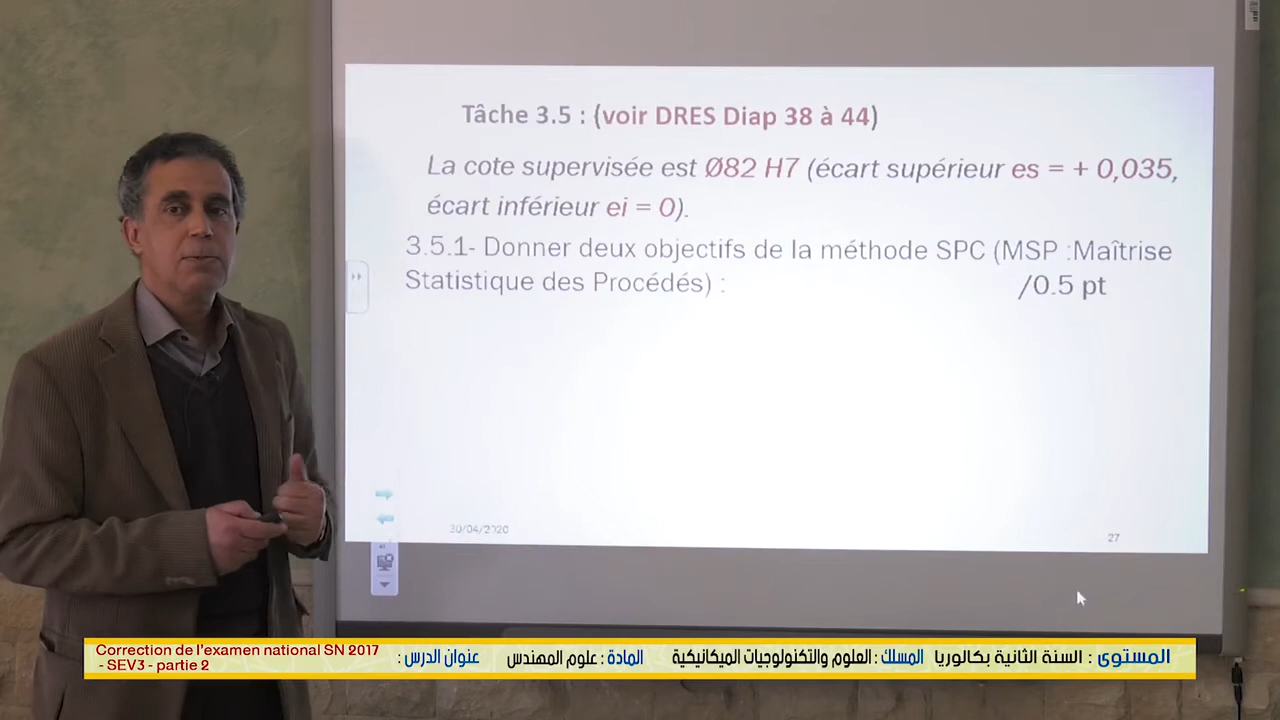 Tâche 3.5 : (voir DRES Diap 38 à 44)
La cote supervisée est Ø82 H7 (écart supérieur es = + 0,035,
écart inférieur ei = 0).
3.5.1- Donner deux objectifs de la méthode SPC (MSP :Maîtrise
Statistique des Procédés) : /0.5 pt
30/04/2020
27
المستوى : السنة الثانية بكالوريا المسلك : العلوم والتكنولوجيات الميكانيكية المادة : علوم المهندس عنوان الدرس :
Correction de l'examen national SN 2017
- SEV3 - partie 2